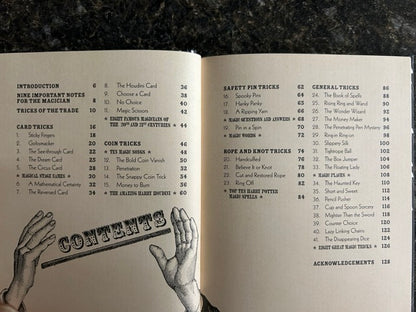 INTRODUCTION 6
NINE IMPORTANT NOTES
FOR THE MAGICIAN 8
TRICKS OF THE TRADE 10
CARD TRICKS 16
1. Sticky Fingers 18
2. Gobsmacker 20
3. The See-through Card 22
4. The Dream Card 25
5. The Circus Card 28
★ MAGICAL STAGE NAMES ★ 30
6. A Mathematical Certainty 32
7. The Reversed Card 34
8. The Houdini Card 36
9. Choose a Card 38
10. No Choice 40
11. Magic Scissors 42
★ EIGHT FAMOUS MAGICIANS OF
THE 20th AND 21st CENTURIES ★ 44
COIN TRICKS 46
★ TEN MAGIC SONGS ★ 48
12. The Bold Coin Vanish 50
13. Penetration 52
14. The Snappy Coin Trick 54
15. Money to Burn 56
★ THE AMAZING HARRY HOUDINI ★ 60
CONTENTS
SAFETY PIN TRICKS 62
16. Spooky Pins 64
17. Hanky Panky 65
18. A Ripping Yarn 66
★ MAGIC QUESTIONS AND ANSWERS ★ 68
19. Pin in a Spin 70
★ MAGIC WORDS ★ 72
ROPE AND KNOT TRICKS 74
20. Handcuffed 76
21. Believe It or Knot 78
22. Cut and Restored Rope 80
23. Ring Off 82
★ TOP TEN HARRY POTTER
MAGIC SPELLS ★ 84
GENERAL TRICKS 86
24. The Book of Spells 88
25. Rising Ring and Wand 90
26. The Wonder Wizard 92
27. The Money Maker 94
28. The Penetrating Pen Mystery 96
29. Ring in Ring on 98
30. Slippery Silk 100
31. Tightrope Ball 102
32. The Box Jumper 104
33. The Floating Lady 106
★ MAGIC PLACES ★ 108
34. The Haunted Key 110
35. Short and Sweet 112
36. Pencil Pusher 114
37. Cup and Spoon Sorcery 116
38. Mightier Than the Sword 118
39. Counter Choice 120
40. Lazy Linking Chains 122
41. The Disappearing Dice 124
★ EIGHT GREAT MAGIC TRICKS ★ 126
ACKNOWLEDGEMENTS 128